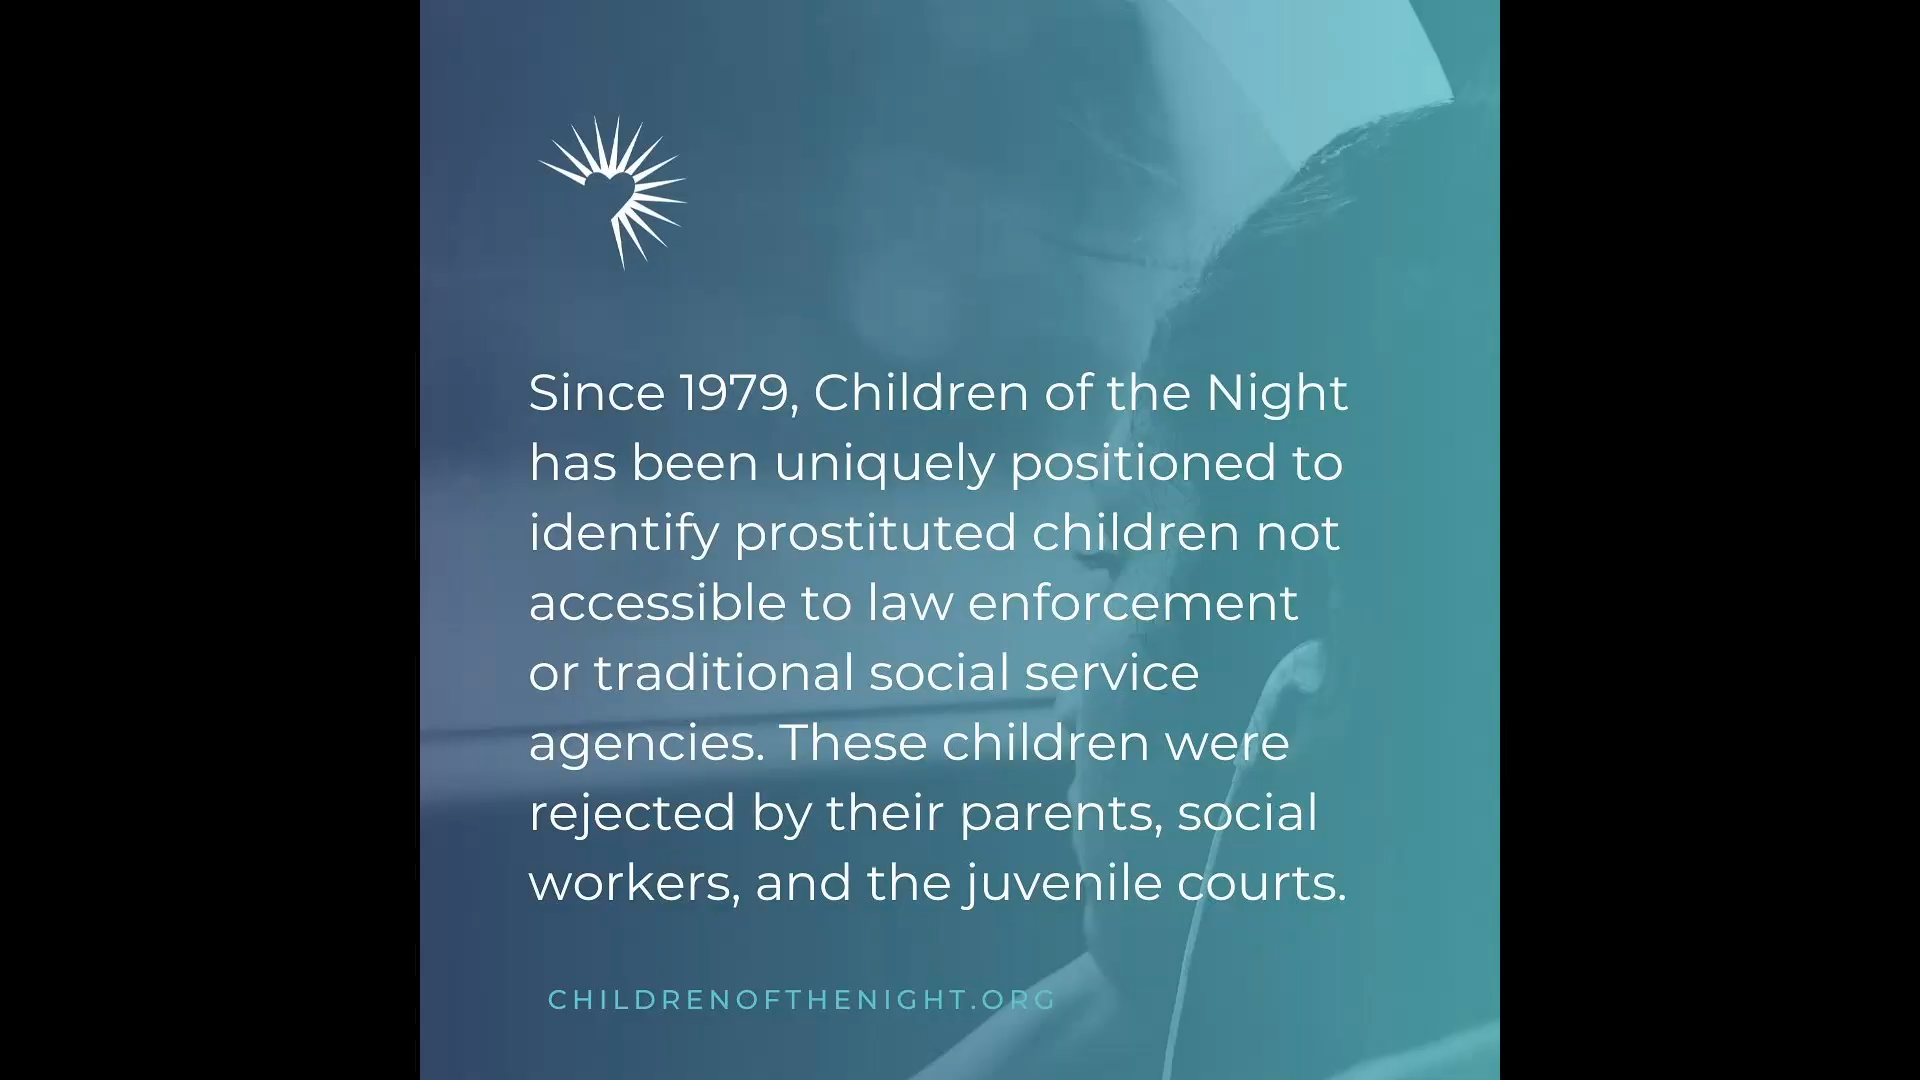 Since 1979, Children of the Night
has been uniquely positioned to
identify prostituted children not
accessible to law enforcement
or traditional social service
agencies. These children were
rejected by their parents, social
workers, and the juvenile courts.
CHILDRENOFTHENIGHT.ORG